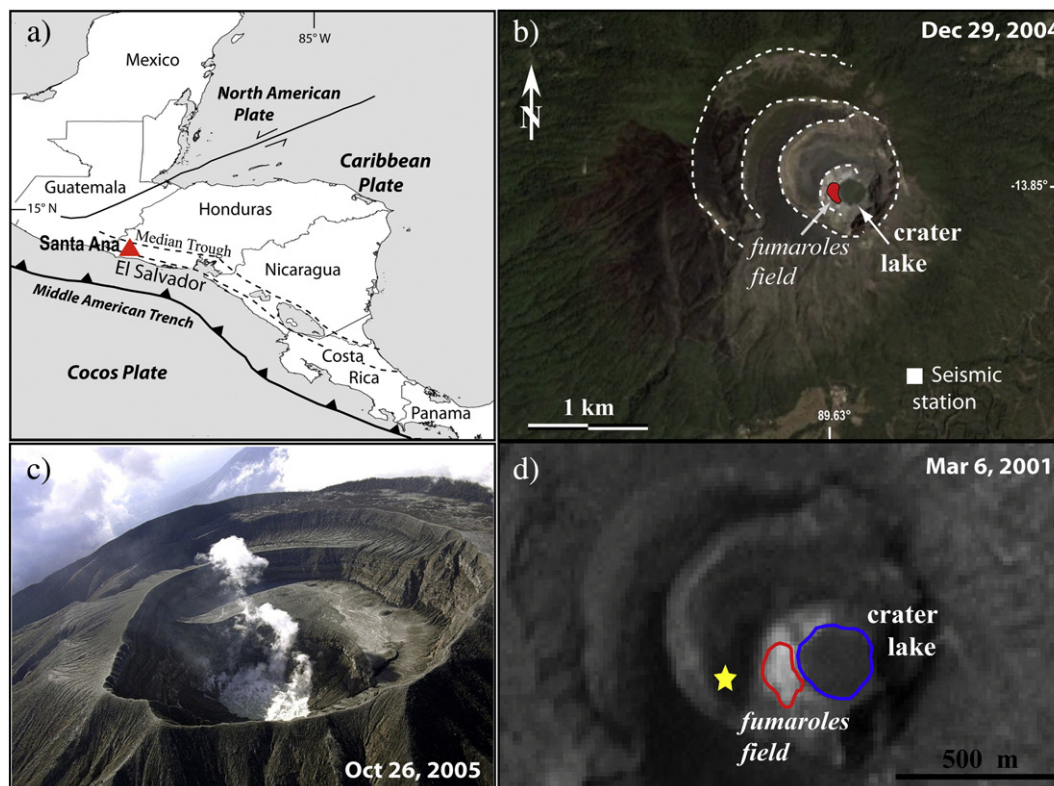 a)
85° W
Mexico
North American
Plate
Caribbean
Plate
Guatemala
15° N
Honduras
Santa Ana
Median Trough
El Salvador
Nicaragua
Middle American Trench
Cocos Plate
Costa
Rica
Panama
b)
Dec 29, 2004
N
-13.85°
fumaroles
field
crater
lake
Seismic
station
1 km
89.63°
c)
Oct 26, 2005
d)
Mar 6, 2001
crater
lake
fumaroles
field
500 m